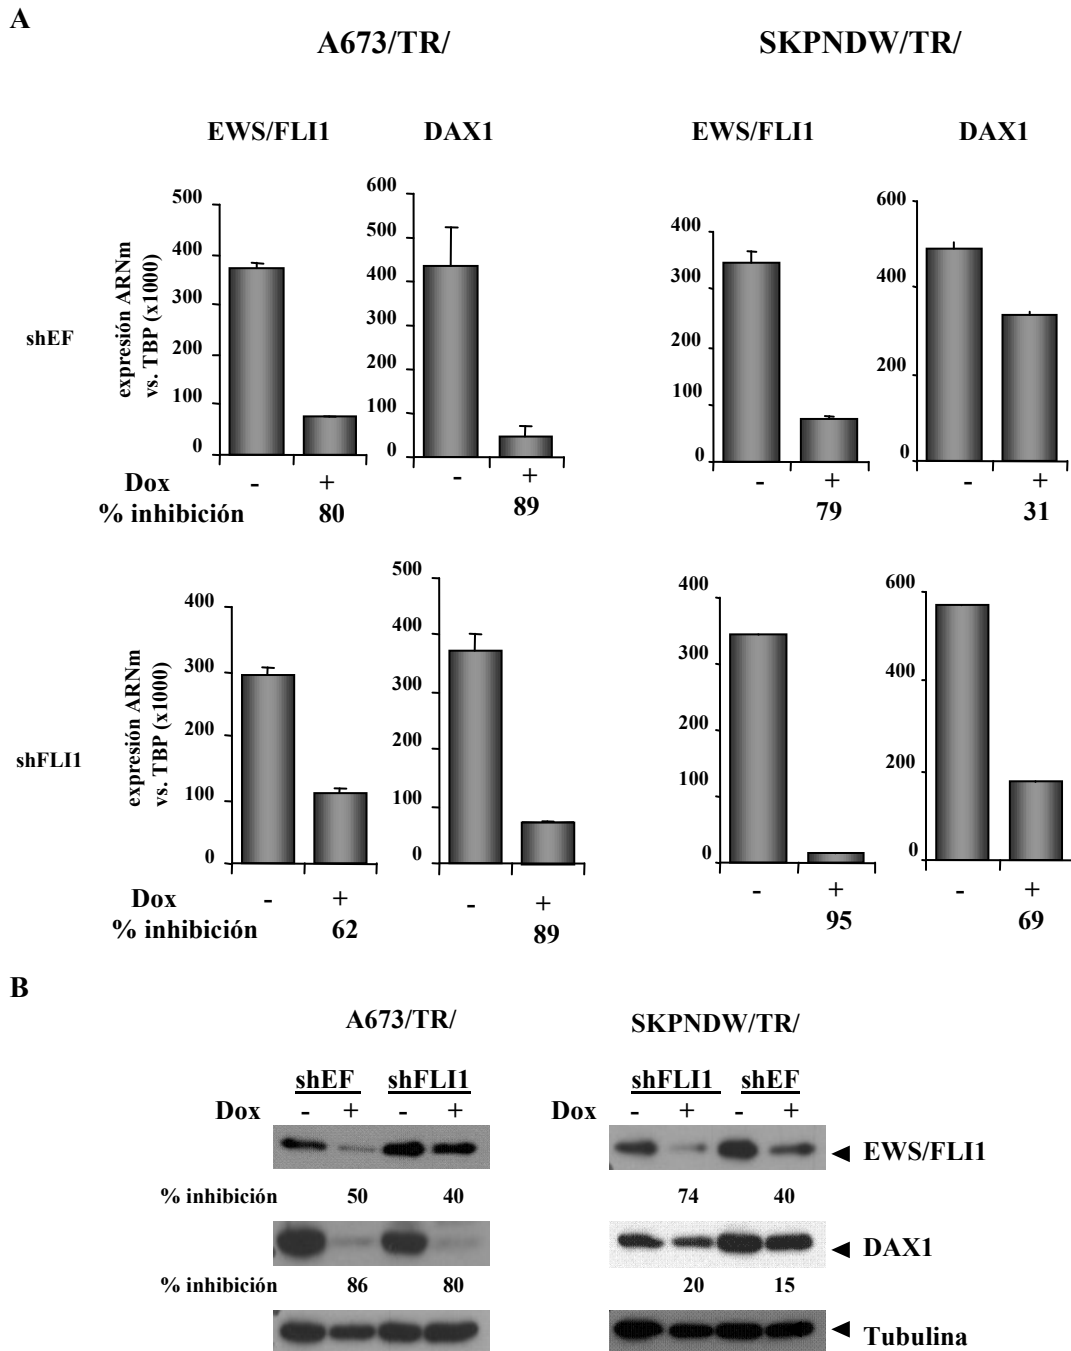 A
A673/TR/ SKPNDW/TR/
EWS/FLI1 DAX1 EWS/FLI1 DAX1
shEF
expresión ARNm
vs. TBP (x1000)
500
400
300
200
100
0
600
500
400
300
200
100
0
400
300
200
100
0
600
400
200
0
Dox - + - + - + - +
% inhibición 80 89 79 31
shFLI1
expresión ARNm
vs. TBP (x1000)
400
300
200
100
0
500
400
300
200
100
0
400
300
200
100
0
600
400
200
0
Dox - + - + - + - +
% inhibición 62 89 95 69
B
A673/TR/ SKPNDW/TR/
shEF shFLI1 shFLI1 shEF
Dox - + - + Dox - + - +
EWS/FLI1
% inhibición 50 40 74 40
DAX1
% inhibición 86 80 20 15
Tubulina